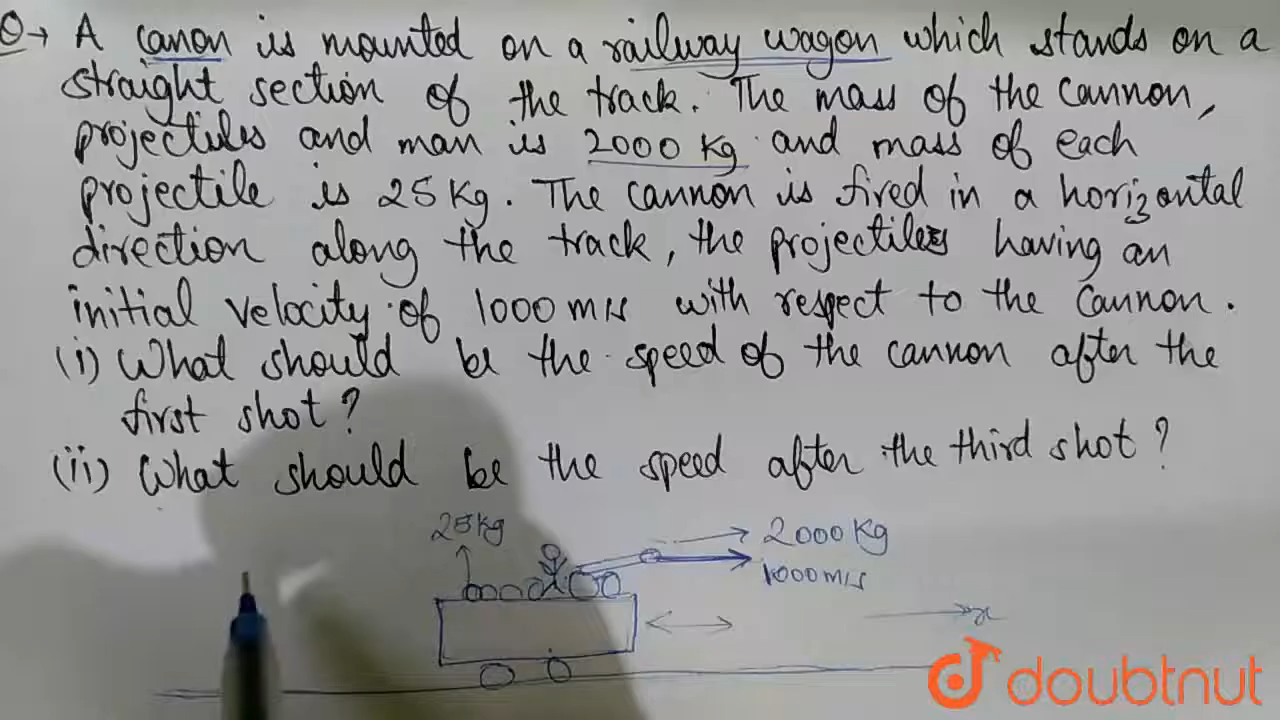 Q→ A canon is mounted on a railway wagon which stands on a
straight section of the track. The mass of the cannon,
projectiles and man is 2000 Kg and mass of each
projectile is 25 Kg. The cannon is fired in a horizontal
direction along the track, the projectiles having an
initial velocity of 1000 m/s with respect to the cannon.
(i) What should be the speed of the cannon after the
first shot?
(ii) What should be the speed after the third shot?
25kg
2000 Kg
1000 m/s
x
doubtnut